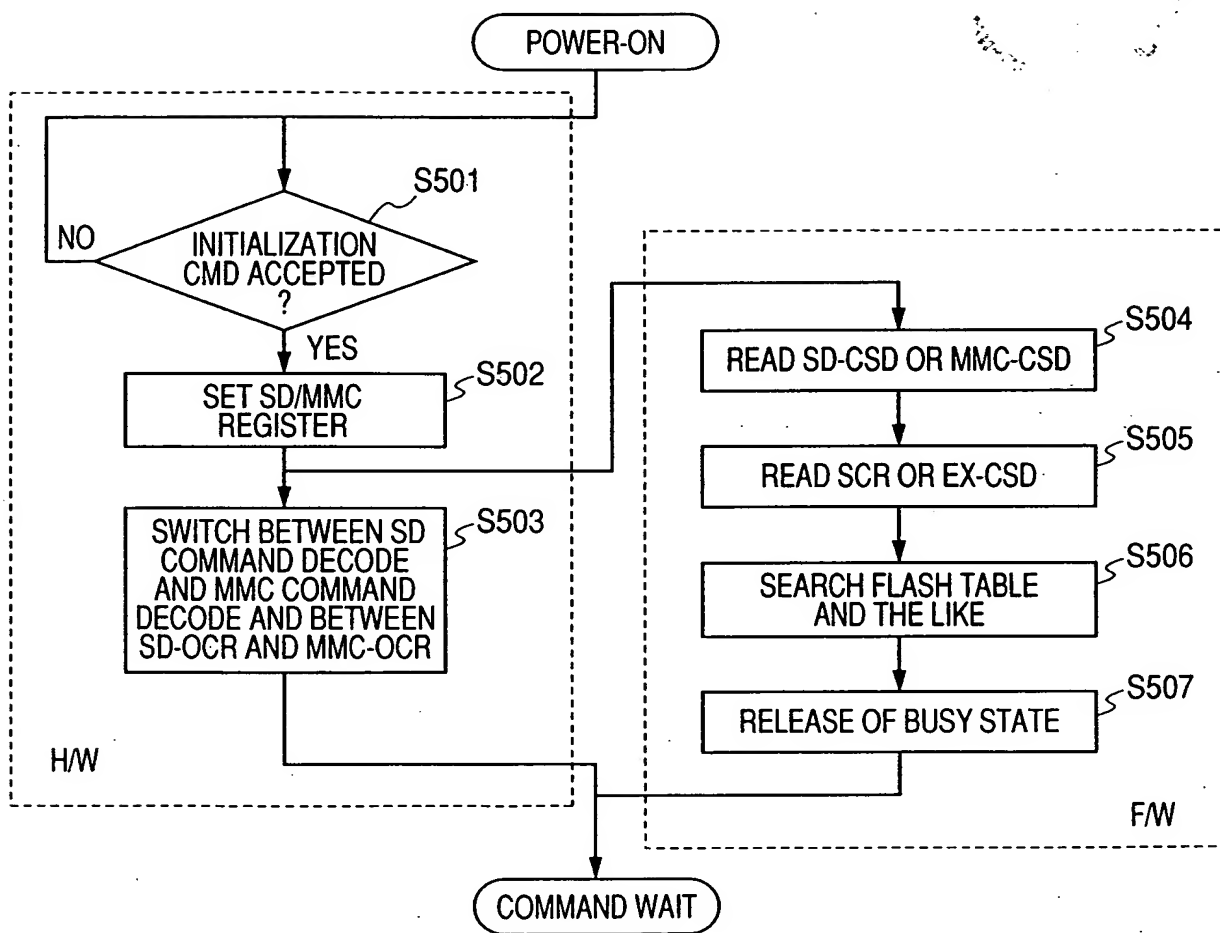 POWER-ON
S501
NO
INITIALIZATION
CMD ACCEPTED
?
YES
S502
SET SD/MMC
REGISTER
S503
SWITCH BETWEEN SD
COMMAND DECODE
AND MMC COMMAND
DECODE AND BETWEEN
SD-OCR AND MMC-OCR
H/W
S504
READ SD-CSD OR MMC-CSD
S505
READ SCR OR EX-CSD
S506
SEARCH FLASH TABLE
AND THE LIKE
S507
RELEASE OF BUSY STATE
F/W
COMMAND WAIT